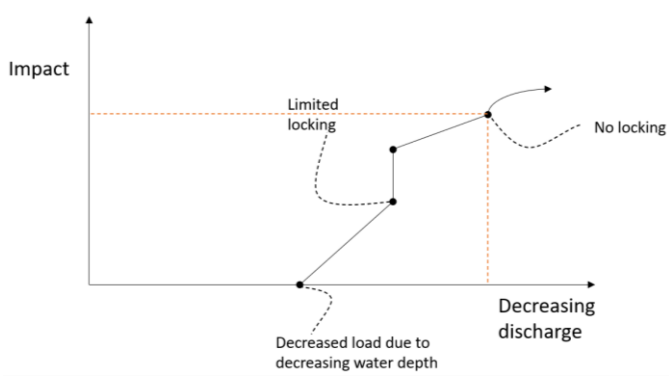 Impact
Limited
locking
No locking
Decreasing
discharge
Decreased load due to
decreasing water depth